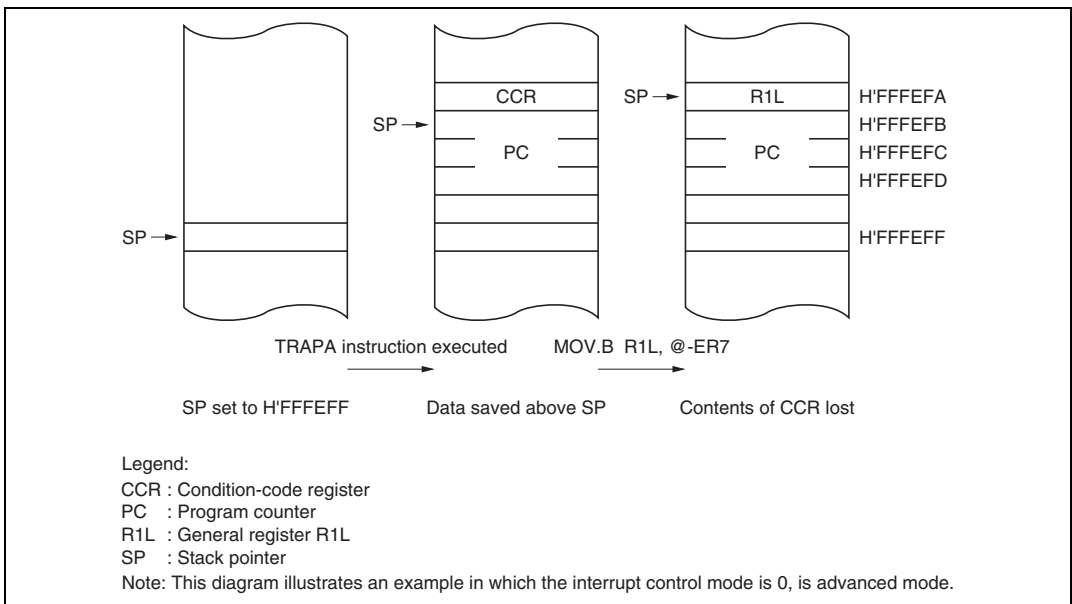 CCR
SP
R1L
H'FFFEFA
SP
H'FFFEFB
PC
PC
H'FFFEFC
H'FFFEFD
SP
H'FFFEFF
TRAPA instruction executed
MOV.B R1L, @-ER7
SP set to H'FFFEFF
Data saved above SP
Contents of CCR lost
Legend:
CCR : Condition-code register
PC : Program counter
R1L : General register R1L
SP : Stack pointer
Note: This diagram illustrates an example in which the interrupt control mode is 0, is advanced mode.